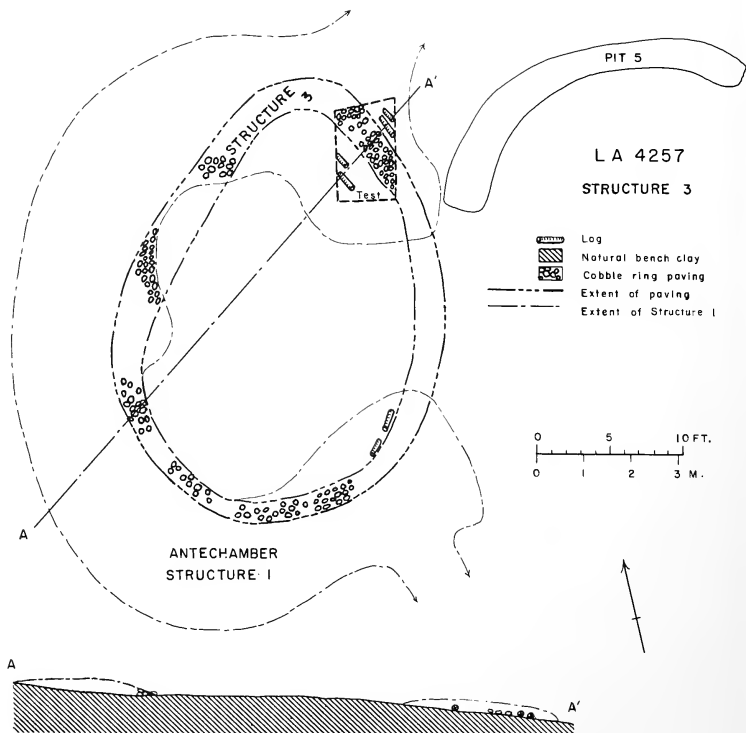 PIT 5
A'
STRUCTURE 3
Test
LA 4257
STRUCTURE 3
Log
Natural bench clay
Cobble ring paving
Extent of paving
Extent of Structure 1
0 5 10 FT.
0 1 2 3 M.
A
ANTECHAMBER
STRUCTURE 1
A
A'